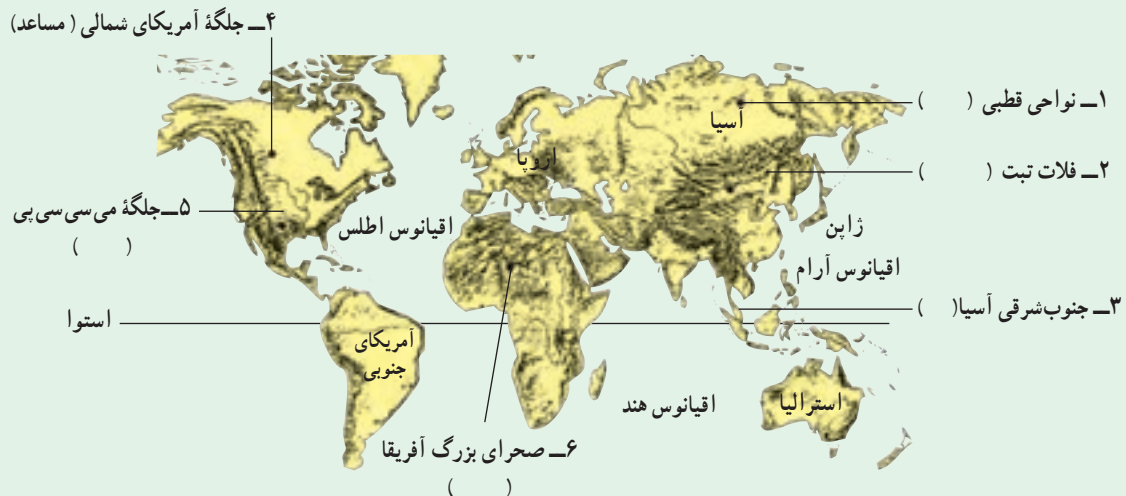 ۴ــ جلگهٔ آمریکای شمالی ( مساعد)
۱ــ نواحی قطبی ( )
آسیا
اروپا
۲ــ فلات تبت ( )
۵ــ جلگهٔ می‌سی‌سی‌پی
( )
اقیانوس اطلس
ژاپن
اقیانوس آرام
۳ــ جنوب‌شرقی آسیا( )
استوا
آمریکای
جنوبی
اقیانوس هند
استرالیا
۶ــ صحرای بزرگ آفریقا
( )